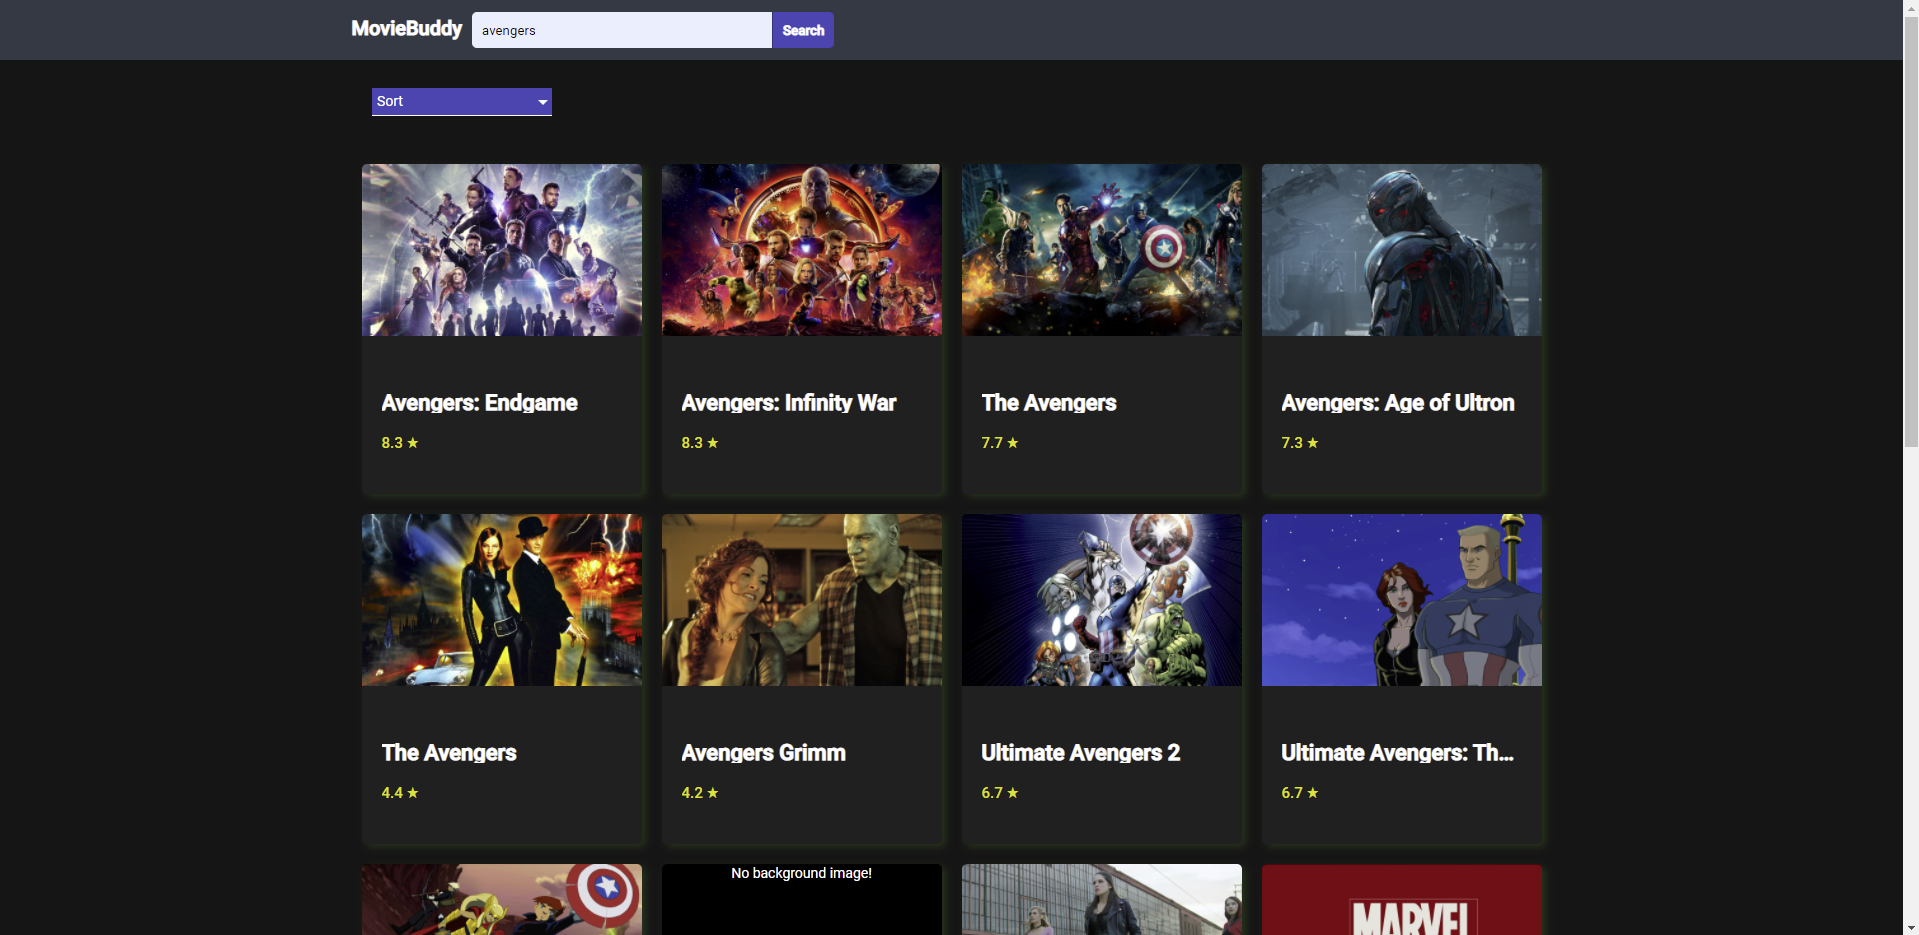 MovieBuddy
avengers
Search
Sort
Avengers: Endgame
8.3 ★
Avengers: Infinity War
8.3 ★
The Avengers
7.7 ★
Avengers: Age of Ultron
7.3 ★
The Avengers
4.4 ★
Avengers Grimm
4.2 ★
Ultimate Avengers 2
6.7 ★
Ultimate Avengers: Th...
6.7 ★
No background image!
MARVEL